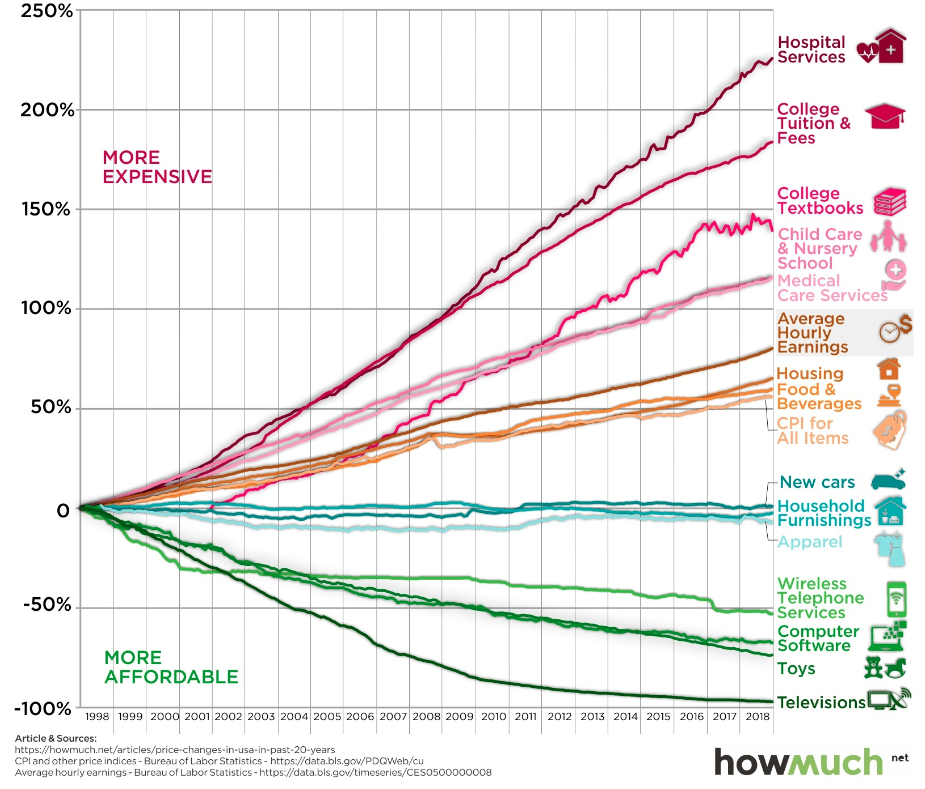 250%
200%
150%
100%
50%
0
-50%
-100%
MORE
EXPENSIVE
MORE
AFFORDABLE
Hospital
Services
College
Tuition &
Fees
College
Textbooks
Child Care
& Nursery
School
Medical
Care Services
Average
Hourly
Earnings
$
Housing
Food &
Beverages
CPI for
All Items
New cars
Household
Furnishings
Apparel
Wireless
Telephone
Services
Computer
Software
Toys
Televisions
1998 1999 2000 2001 2002 2003 2004 2005 2006 2007 2008 2009 2010 2011 2012 2013 2014 2015 2016 2017 2018
Article & Sources:
https://howmuch.net/articles/price-changes-in-usa-in-past-20-years
CPI and other price indices - Bureau of Labor Statistics - https://data.bls.gov/PDQWeb/cu
Average hourly earnings - Bureau of Labor Statistics - https://data.bls.gov/timeseries/CES0500000008
howmuch net